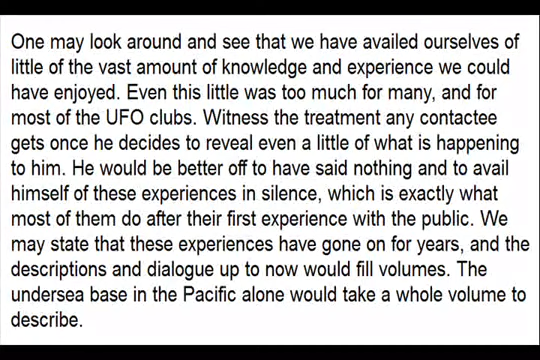 One may look around and see that we have availed ourselves of
little of the vast amount of knowledge and experience we could
have enjoyed. Even this little was too much for many, and for
most of the UFO clubs. Witness the treatment any contactee
gets once he decides to reveal even a little of what is happening
to him. He would be better off to have said nothing and to avail
himself of these experiences in silence, which is exactly what
most of them do after their first experience with the public. We
may state that these experiences have gone on for years, and the
descriptions and dialogue up to now would fill volumes. The
undersea base in the Pacific alone would take a whole volume to
describe.